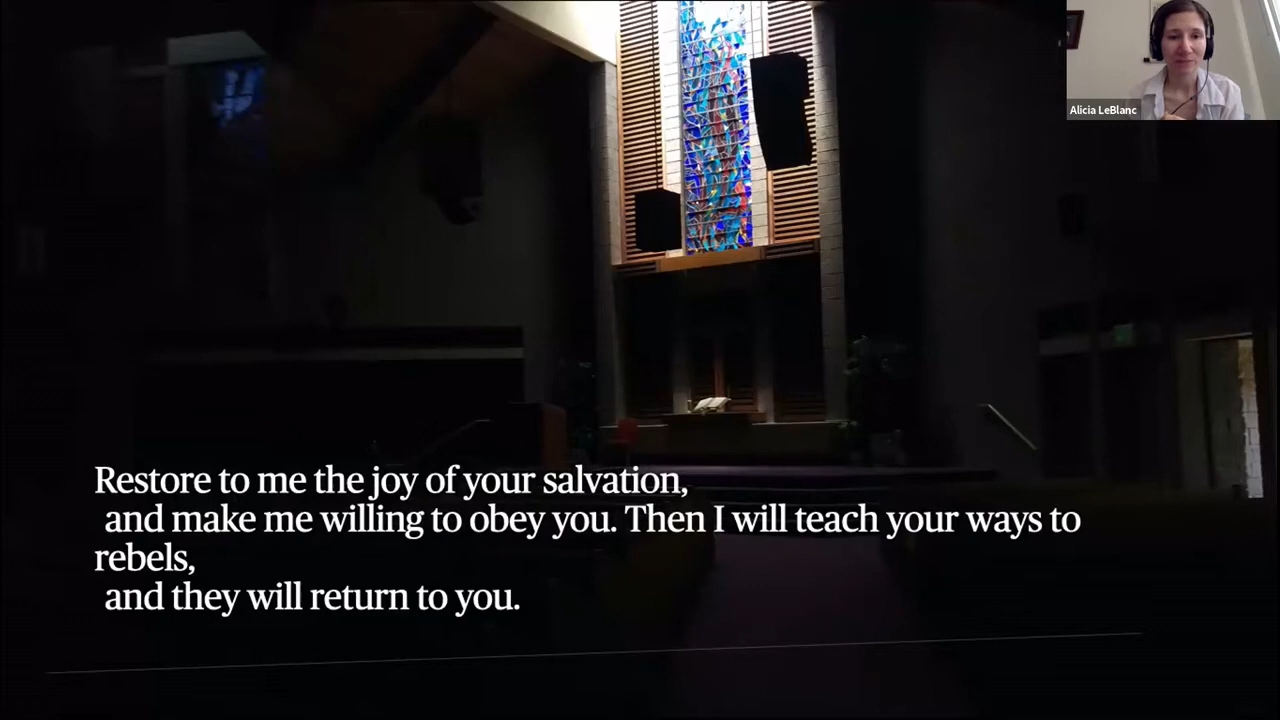 Alicia LeBlanc
Restore to me the joy of your salvation,
and make me willing to obey you. Then I will teach your ways to
rebels,
and they will return to you.